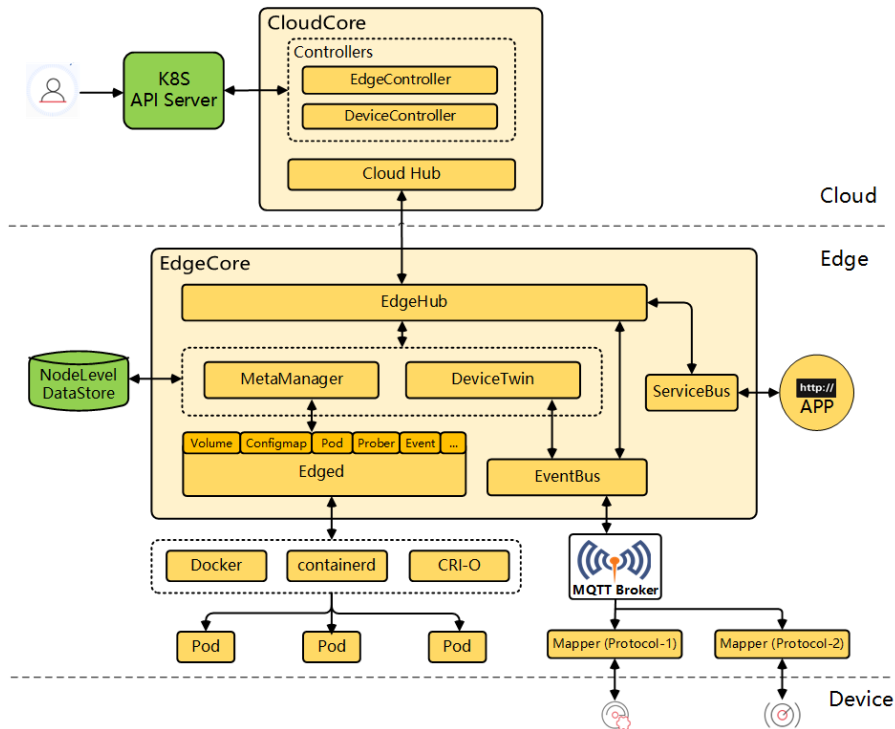 CloudCore
Controllers
EdgeController
DeviceController
K8S
API Server
Cloud Hub
Cloud
EdgeCore
Edge
EdgeHub
NodeLevel
DataStore
MetaManager
DeviceTwin
ServiceBus
http://
APP
Volume
Configmap
Pod
Prober
Event
...
Edged
EventBus
Docker
containerd
CRI-O
MQTT Broker
Pod
Pod
Pod
Mapper (Protocol-1)
Mapper (Protocol-2)
Device